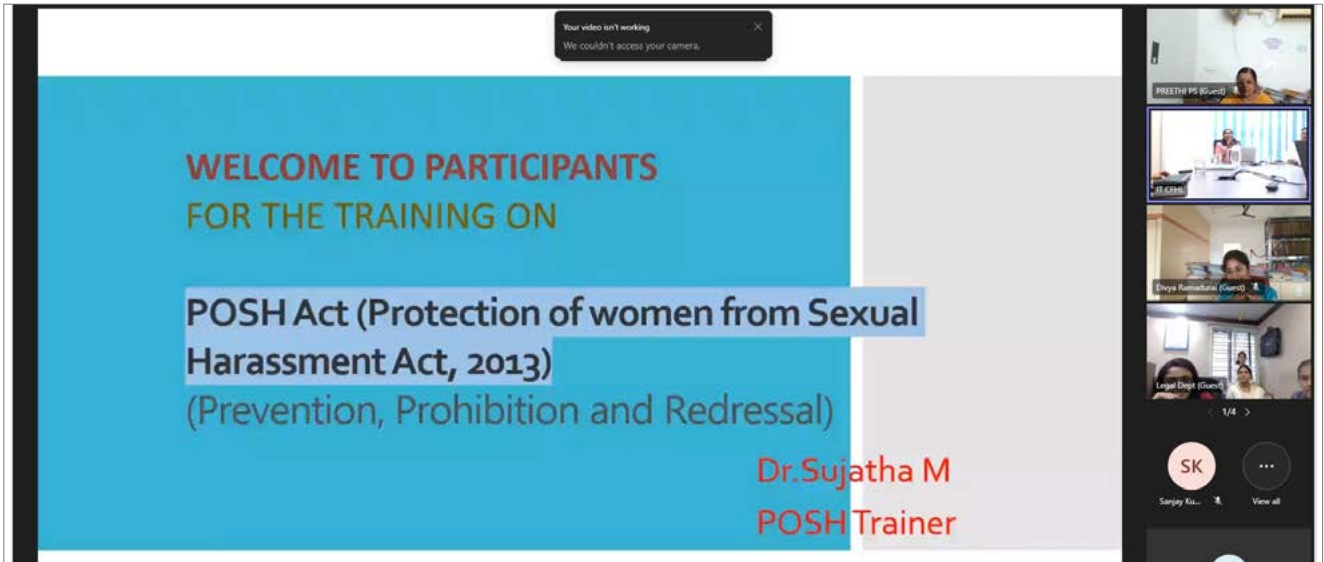 Your video isn't working
We couldn't access your camera.
WELCOME TO PARTICIPANTS
FOR THE TRAINING ON
POSH Act (Protection of women from Sexual
Harassment Act, 2013)
(Prevention, Prohibition and Redressal)
Dr.Sujatha M
POSH Trainer
PREETHI PS (Guest)
IT CFHL
Divya Ramadurai (Guest)
Legal Dept (Guest)
1/4
SK
Sanjay Ku...
View all